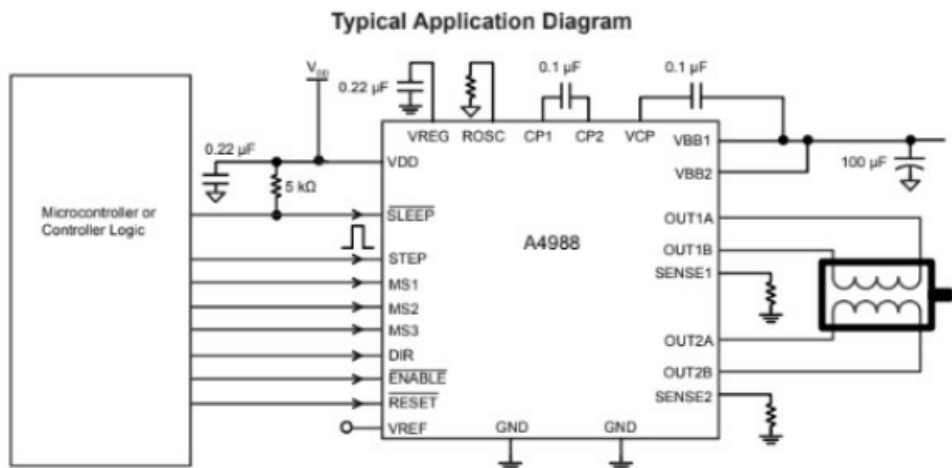 Typical Application Diagram
0.22 µF
VDD
0.22 µF
0.1 µF
0.1 µF
VREG
ROSC
CP1
CP2
VCP
VDD
VBB1
VBB2
100 µF
5 kΩ
Microcontroller or
Controller Logic
SLEEP
STEP
MS1
MS2
MS3
DIR
ENABLE
RESET
VREF
A4988
OUT1A
OUT1B
SENSE1
OUT2A
OUT2B
SENSE2
GND
GND